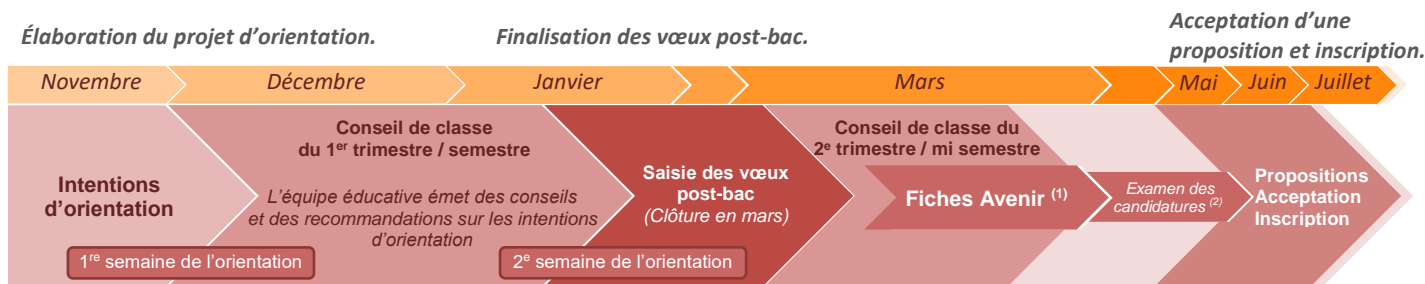 Élaboration du projet d'orientation.
Finalisation des vœux post-bac.
Acceptation d'une
proposition et inscription.
Novembre
Décembre
Janvier
Mars
Mai
Juin
Juillet
Intentions
d'orientation
1re semaine de l'orientation
Conseil de classe
du 1er trimestre / semestre
L'équipe éducative émet des conseils
et des recommandations sur les intentions
d'orientation
2e semaine de l'orientation
Saisie des vœux
post-bac
(Clôture en mars)
Conseil de classe du
2e trimestre / mi semestre
Fiches Avenir (1)
Examen des
candidatures (2)
Propositions
Acceptation
Inscription